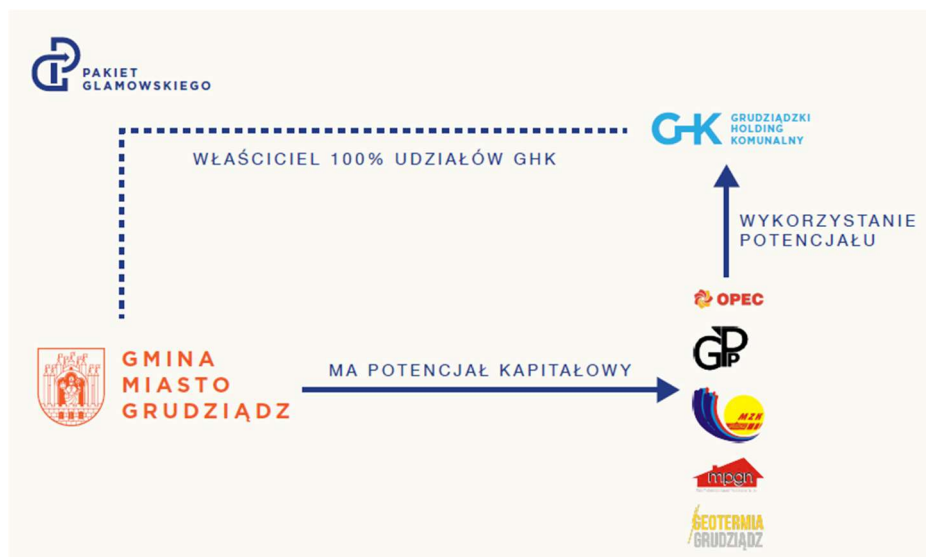 PAKIET
GLAMOWSKIEGO
GHK
GRUDZIĄDZKI
HOLDING
KOMUNALNY
WŁAŚCICIEL 100% UDZIAŁÓW GHK
WYKORZYSTANIE
POTENCJAŁU
OPEC
GPP
GMINA
MIASTO
GRUDZIĄDZ
MA POTENCJAŁ KAPITAŁOWY
MZK
mpgn
GEOTERMIA
GRUDZIĄDZ